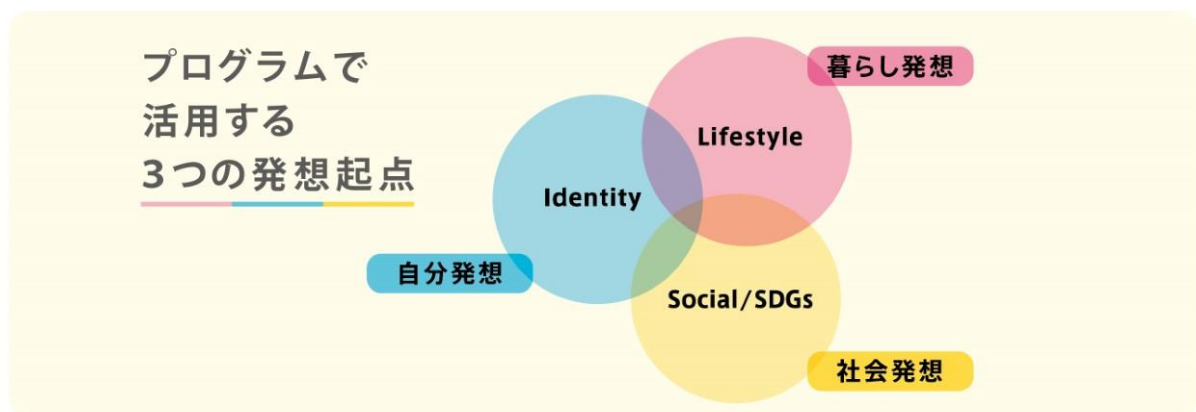 プログラムで
活用する
3つの発想起点
暮らし発想
Lifestyle
Identity
自分発想
Social/SDGs
社会発想